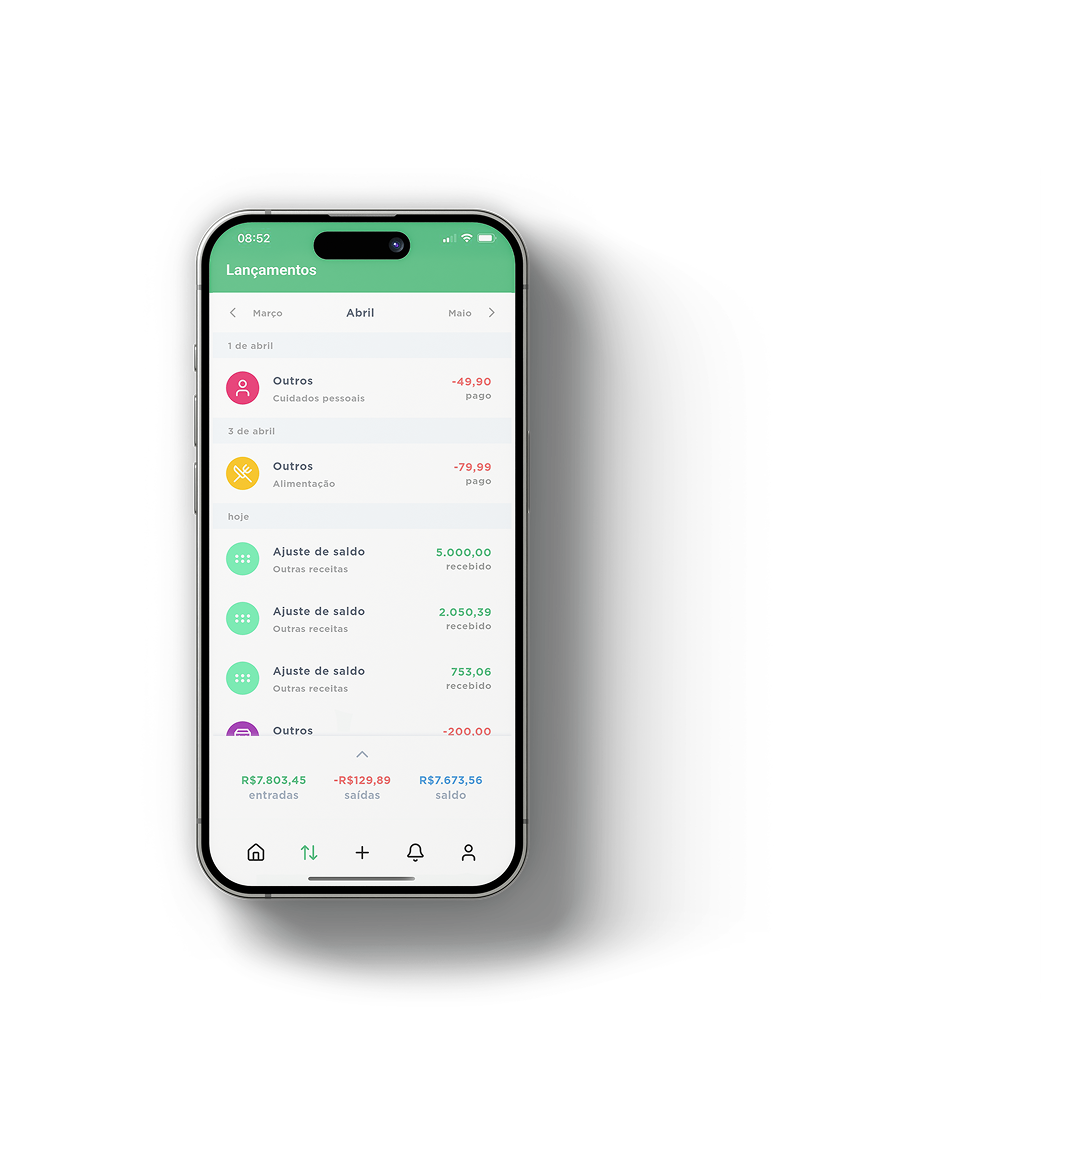 08:52
Lançamentos
Março Abril Maio
1 de abril
Outros -49,90
Cuidados pessoais pago
3 de abril
Outros -79,99
Alimentação pago
hoje
Ajuste de saldo 5.000,00
Outras receitas recebido
Ajuste de saldo 2.050,39
Outras receitas recebido
Ajuste de saldo 753,06
Outras receitas recebido
Outros -200,00
R$7.803,45 -R$129,89 R$7.673,56
entradas saídas saldo